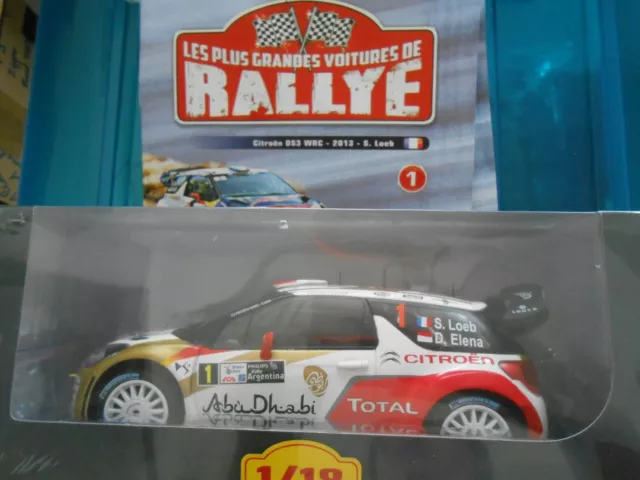 LES PLUS GRANDES VOITURES DE
RALLYE
Citroën DS3 WRC - 2013 - S. Loeb
1
1
S. Loeb
D. Elena
CITROËN
1
Argentina
Abu Dhabi
TOTAL
1/18